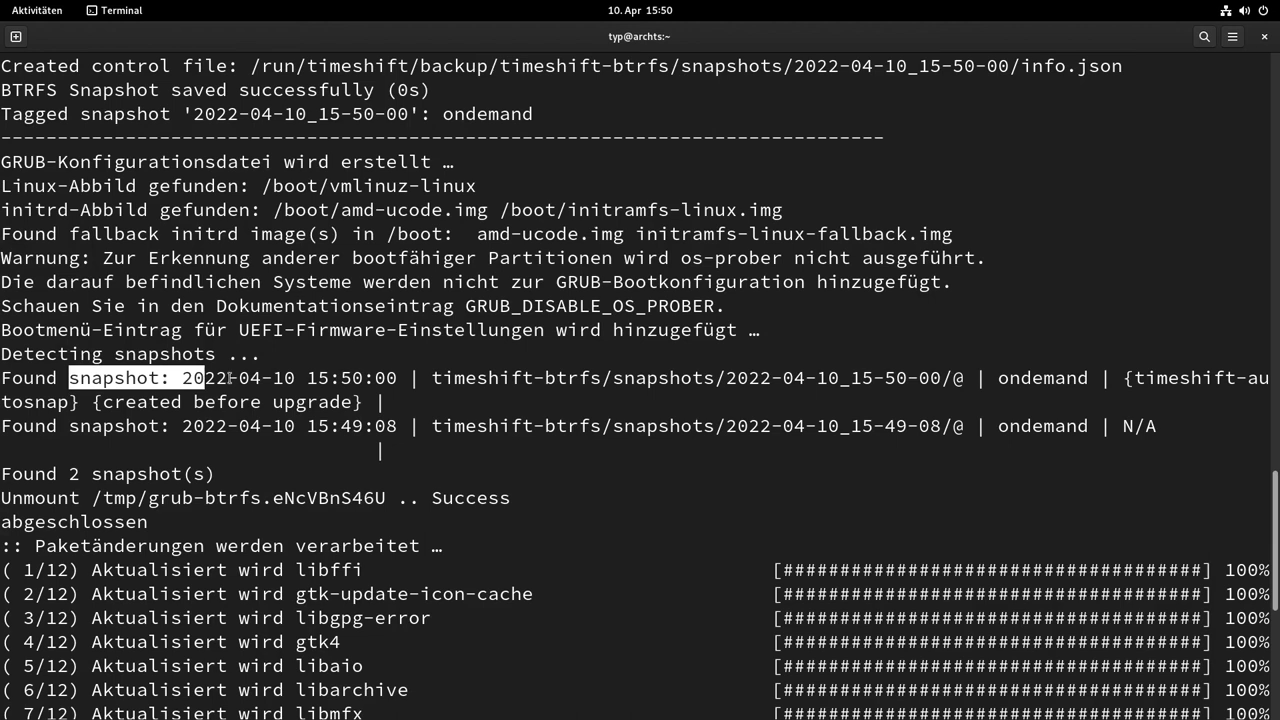 Aktivitäten Terminal 10. Apr 15:50
typ@archts:~
Created control file: /run/timeshift/backup/timeshift-btrfs/snapshots/2022-04-10_15-50-00/info.json
BTRFS Snapshot saved successfully (0s)
Tagged snapshot '2022-04-10_15-50-00': ondemand
------------------------------------------------------------------------------
GRUB-Konfigurationsdatei wird erstellt …
Linux-Abbild gefunden: /boot/vmlinuz-linux
initrd-Abbild gefunden: /boot/amd-ucode.img /boot/initramfs-linux.img
Found fallback initrd image(s) in /boot:  amd-ucode.img initramfs-linux-fallback.img
Warnung: Zur Erkennung anderer bootfähiger Partitionen wird os-prober nicht ausgeführt.
Die darauf befindlichen Systeme werden nicht zur GRUB-Bootkonfiguration hinzugefügt.
Schauen Sie in den Dokumentationseintrag GRUB_DISABLE_OS_PROBER.
Bootmenü-Eintrag für UEFI-Firmware-Einstellungen wird hinzugefügt …
Detecting snapshots ...
Found snapshot: 2022-04-10 15:50:00 | timeshift-btrfs/snapshots/2022-04-10_15-50-00/@ | ondemand | {timeshift-au
tosnap} {created before upgrade} |
Found snapshot: 2022-04-10 15:49:08 | timeshift-btrfs/snapshots/2022-04-10_15-49-08/@ | ondemand | N/A
|
Found 2 snapshot(s)
Unmount /tmp/grub-btrfs.eNcVBnS46U .. Success
abgeschlossen
:: Paketänderungen werden verarbeitet …
( 1/12) Aktualisiert wird libffi [#####################################] 100%
( 2/12) Aktualisiert wird gtk-update-icon-cache [#####################################] 100%
( 3/12) Aktualisiert wird libgpg-error [#####################################] 100%
( 4/12) Aktualisiert wird gtk4 [#####################################] 100%
( 5/12) Aktualisiert wird libaio [#####################################] 100%
( 6/12) Aktualisiert wird libarchive [#####################################] 100%
( 7/12) Aktualisiert wird libmfx [#####################################] 100%